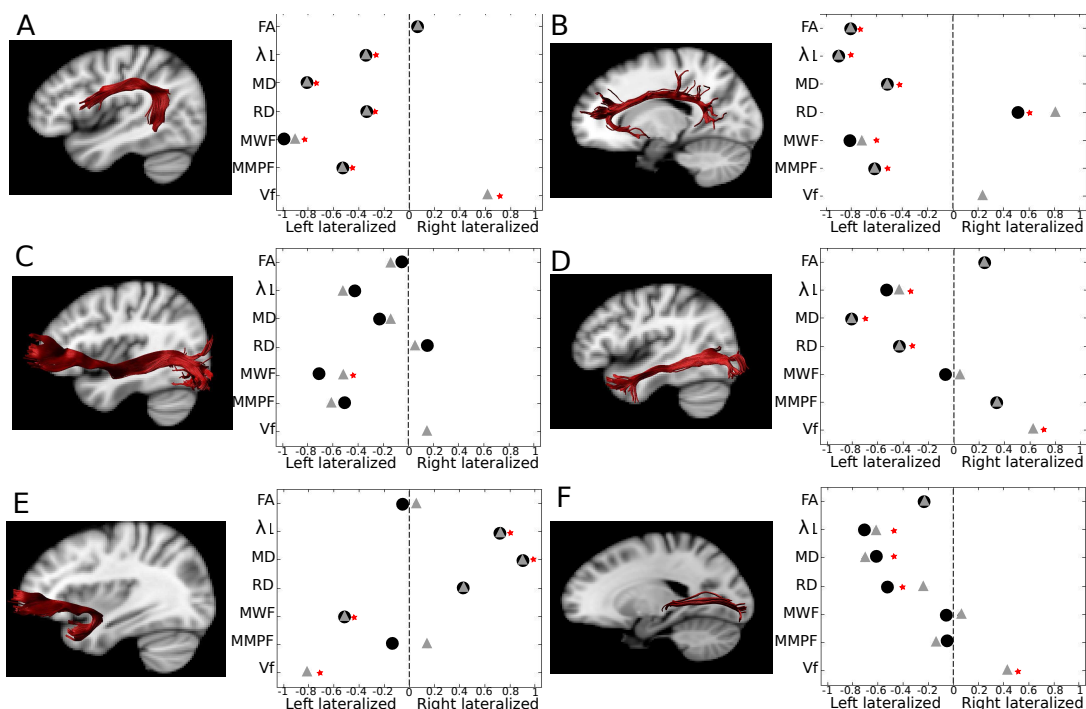 A
FA
λ1
MD
RD
MWF
MMPF
Vf
-1 -0.8 -0.6 -0.4 -0.2 0 0.2 0.4 0.6 0.8 1
Left lateralized Right lateralized
B
FA
λ1
MD
RD
MWF
MMPF
Vf
-1 -0.8 -0.6 -0.4 -0.2 0 0.2 0.4 0.6 0.8 1
Left lateralized Right lateralized
C
FA
λ1
MD
RD
MWF
MMPF
Vf
-1 -0.8 -0.6 -0.4 -0.2 0 0.2 0.4 0.6 0.8 1
Left lateralized Right lateralized
D
FA
λ1
MD
RD
MWF
MMPF
Vf
-1 -0.8 -0.6 -0.4 -0.2 0 0.2 0.4 0.6 0.8 1
Left lateralized Right lateralized
E
FA
λ1
MD
RD
MWF
MMPF
Vf
-1 -0.8 -0.6 -0.4 -0.2 0 0.2 0.4 0.6 0.8 1
Left lateralized Right lateralized
F
FA
λ1
MD
RD
MWF
MMPF
Vf
-1 -0.8 -0.6 -0.4 -0.2 0 0.2 0.4 0.6 0.8 1
Left lateralized Right lateralized